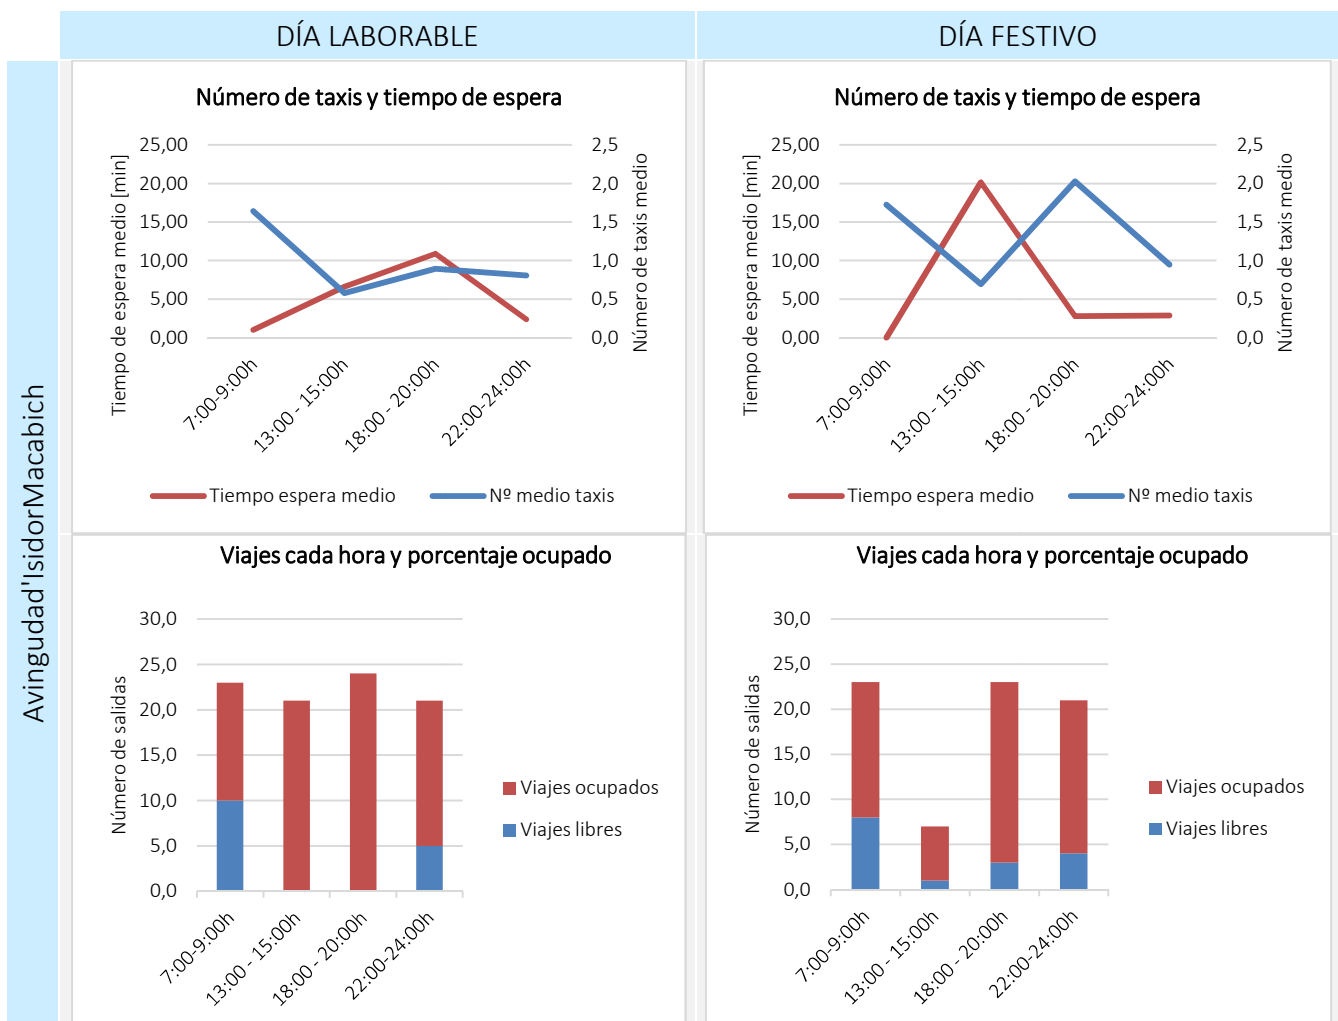 DÍA LABORABLE
DÍA FESTIVO
Avingudad'IsidorMacabich
Número de taxis y tiempo de espera
Tiempo de espera medio [min]
25,00
20,00
15,00
10,00
5,00
0,00
2,5
2,0
1,5
1,0
0,5
0,0
Número de taxis medio
7:00-9:00h
13:00 - 15:00h
18:00 - 20:00h
22:00-24:00h
Tiempo espera medio
Nº medio taxis
Número de taxis y tiempo de espera
Tiempo de espera medio [min]
25,00
20,00
15,00
10,00
5,00
0,00
2,5
2,0
1,5
1,0
0,5
0,0
Número de taxis medio
7:00-9:00h
13:00 - 15:00h
18:00 - 20:00h
22:00-24:00h
Tiempo espera medio
Nº medio taxis
Viajes cada hora y porcentaje ocupado
Número de salidas
30,0
25,0
20,0
15,0
10,0
5,0
0,0
7:00-9:00h
13:00 - 15:00h
18:00 - 20:00h
22:00-24:00h
Viajes ocupados
Viajes libres
Viajes cada hora y porcentaje ocupado
Número de salidas
30,0
25,0
20,0
15,0
10,0
5,0
0,0
7:00-9:00h
13:00 - 15:00h
18:00 - 20:00h
22:00-24:00h
Viajes ocupados
Viajes libres